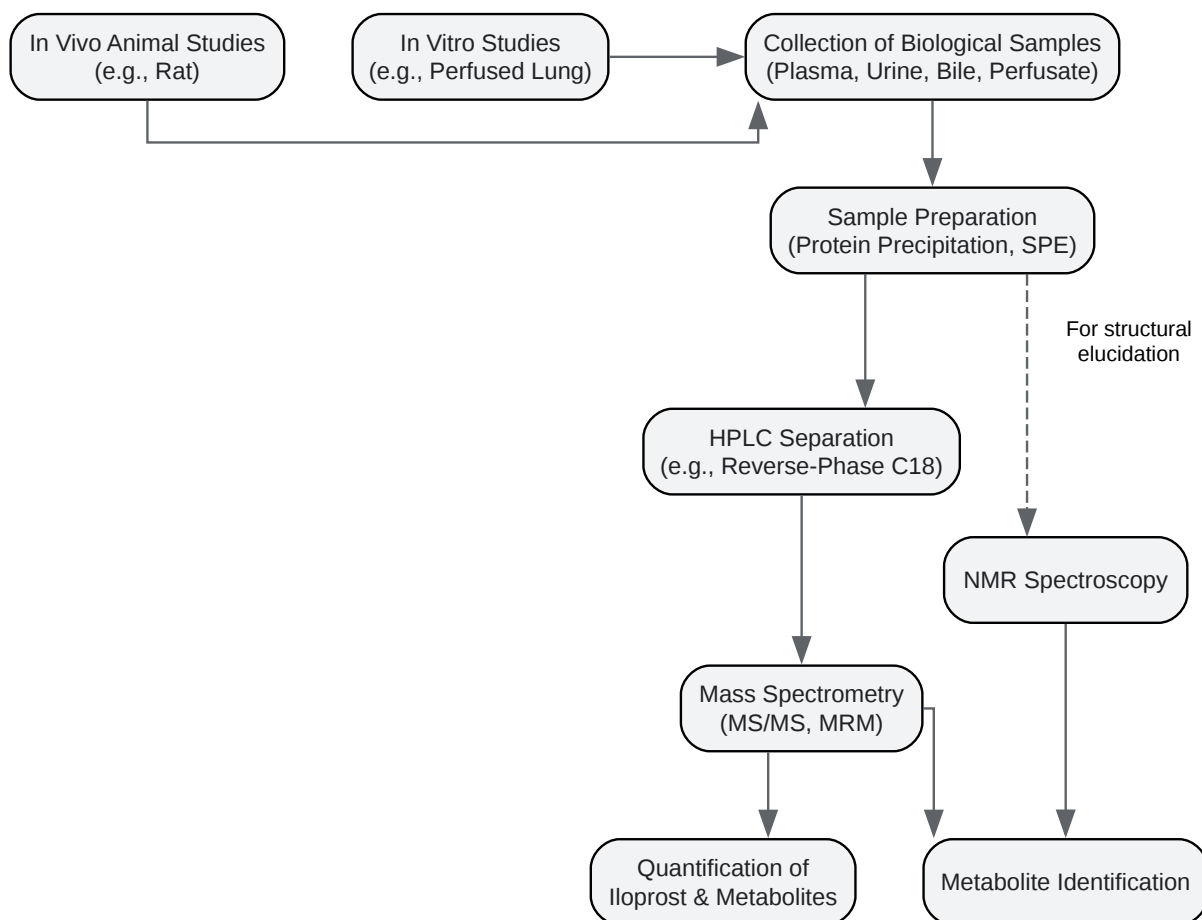 In Vivo Animal Studies
(e.g., Rat)
In Vitro Studies
(e.g., Perfused Lung)
Collection of Biological Samples
(Plasma, Urine, Bile, Perfusate)
Sample Preparation
(Protein Precipitation, SPE)
For structural
elucidation
HPLC Separation
(e.g., Reverse-Phase C18)
NMR Spectroscopy
Mass Spectrometry
(MS/MS, MRM)
Quantification of
Iloprost & Metabolites
Metabolite Identification